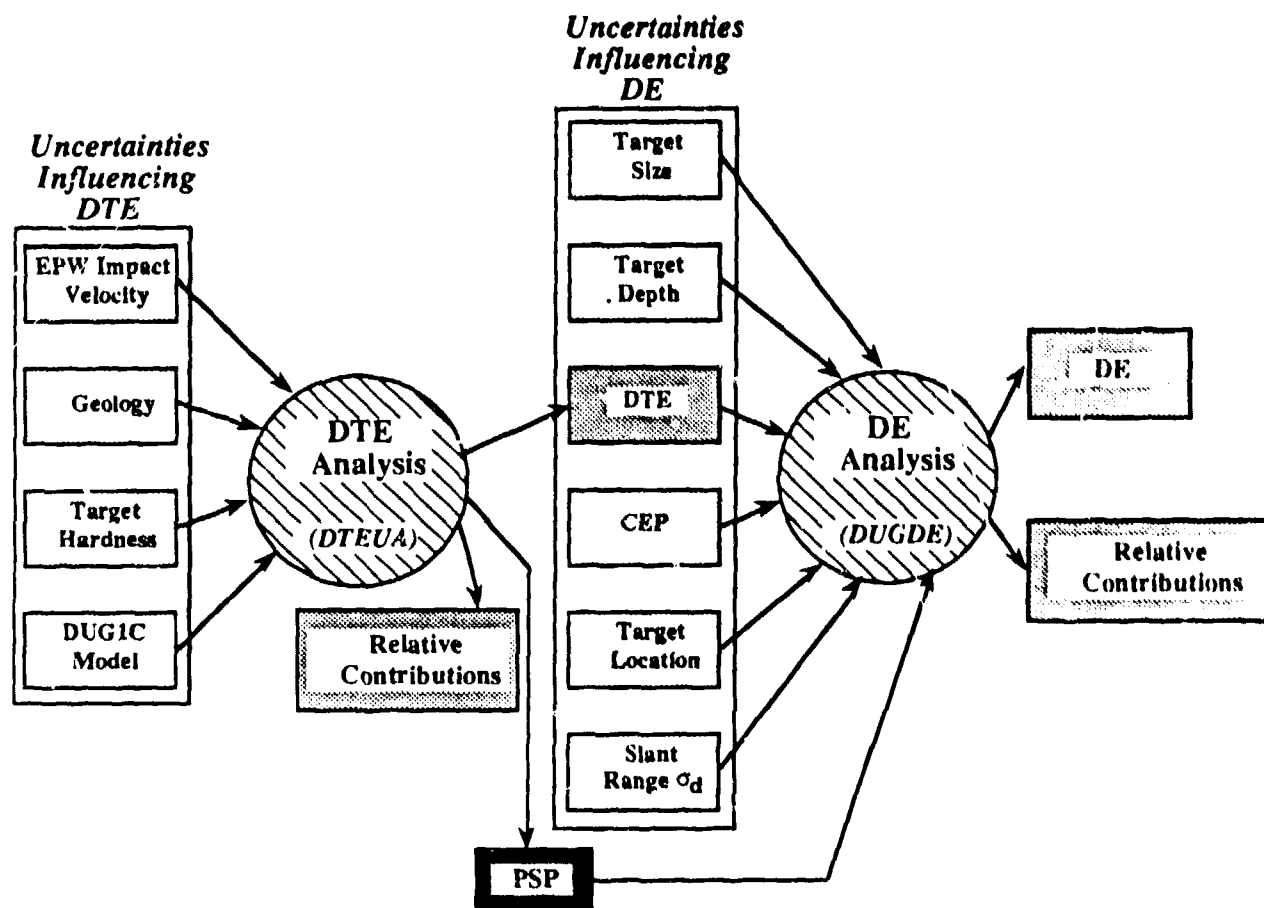 Uncertainties
Influencing
DTE
EPW Impact
Velocity
Geology
Target
Hardness
DUG1C
Model
DTE
Analysis
(DTEUA)
Relative
Contributions
PSP
Uncertainties
Influencing
DE
Target
Size
Target
. Depth
DTE
CEP
Target
Location
Slant
Range σd
DE
Analysis
(DUGDE)
DE
Relative
Contributions